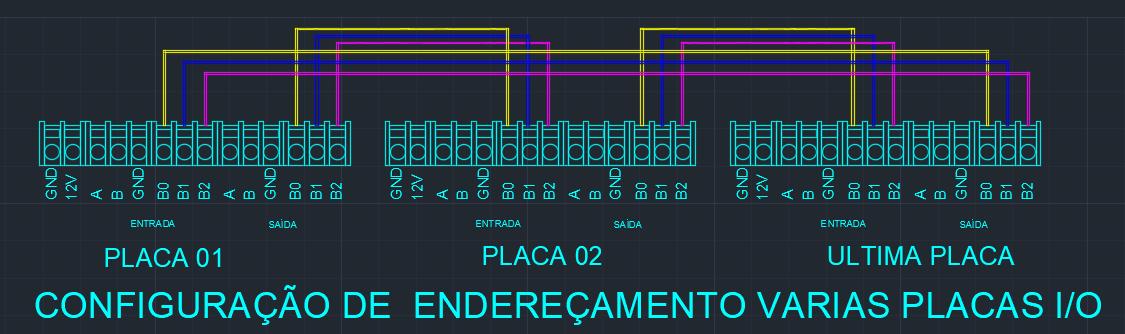 GND 12V A B GND B0 B1 B2 A B GND B0 B1 B2 GND 12V A B GND B0 B1 B2 A B GND B0 B1 B2 GND 12V A B GND B0 B1 B2 A B GND B0 B1 B2
ENTRADA SAÍDA ENTRADA SAÍDA ENTRADA SAÍDA
PLACA 01 PLACA 02 ULTIMA PLACA
CONFIGURAÇÃO DE ENDEREÇAMENTO VARIAS PLACAS I/O